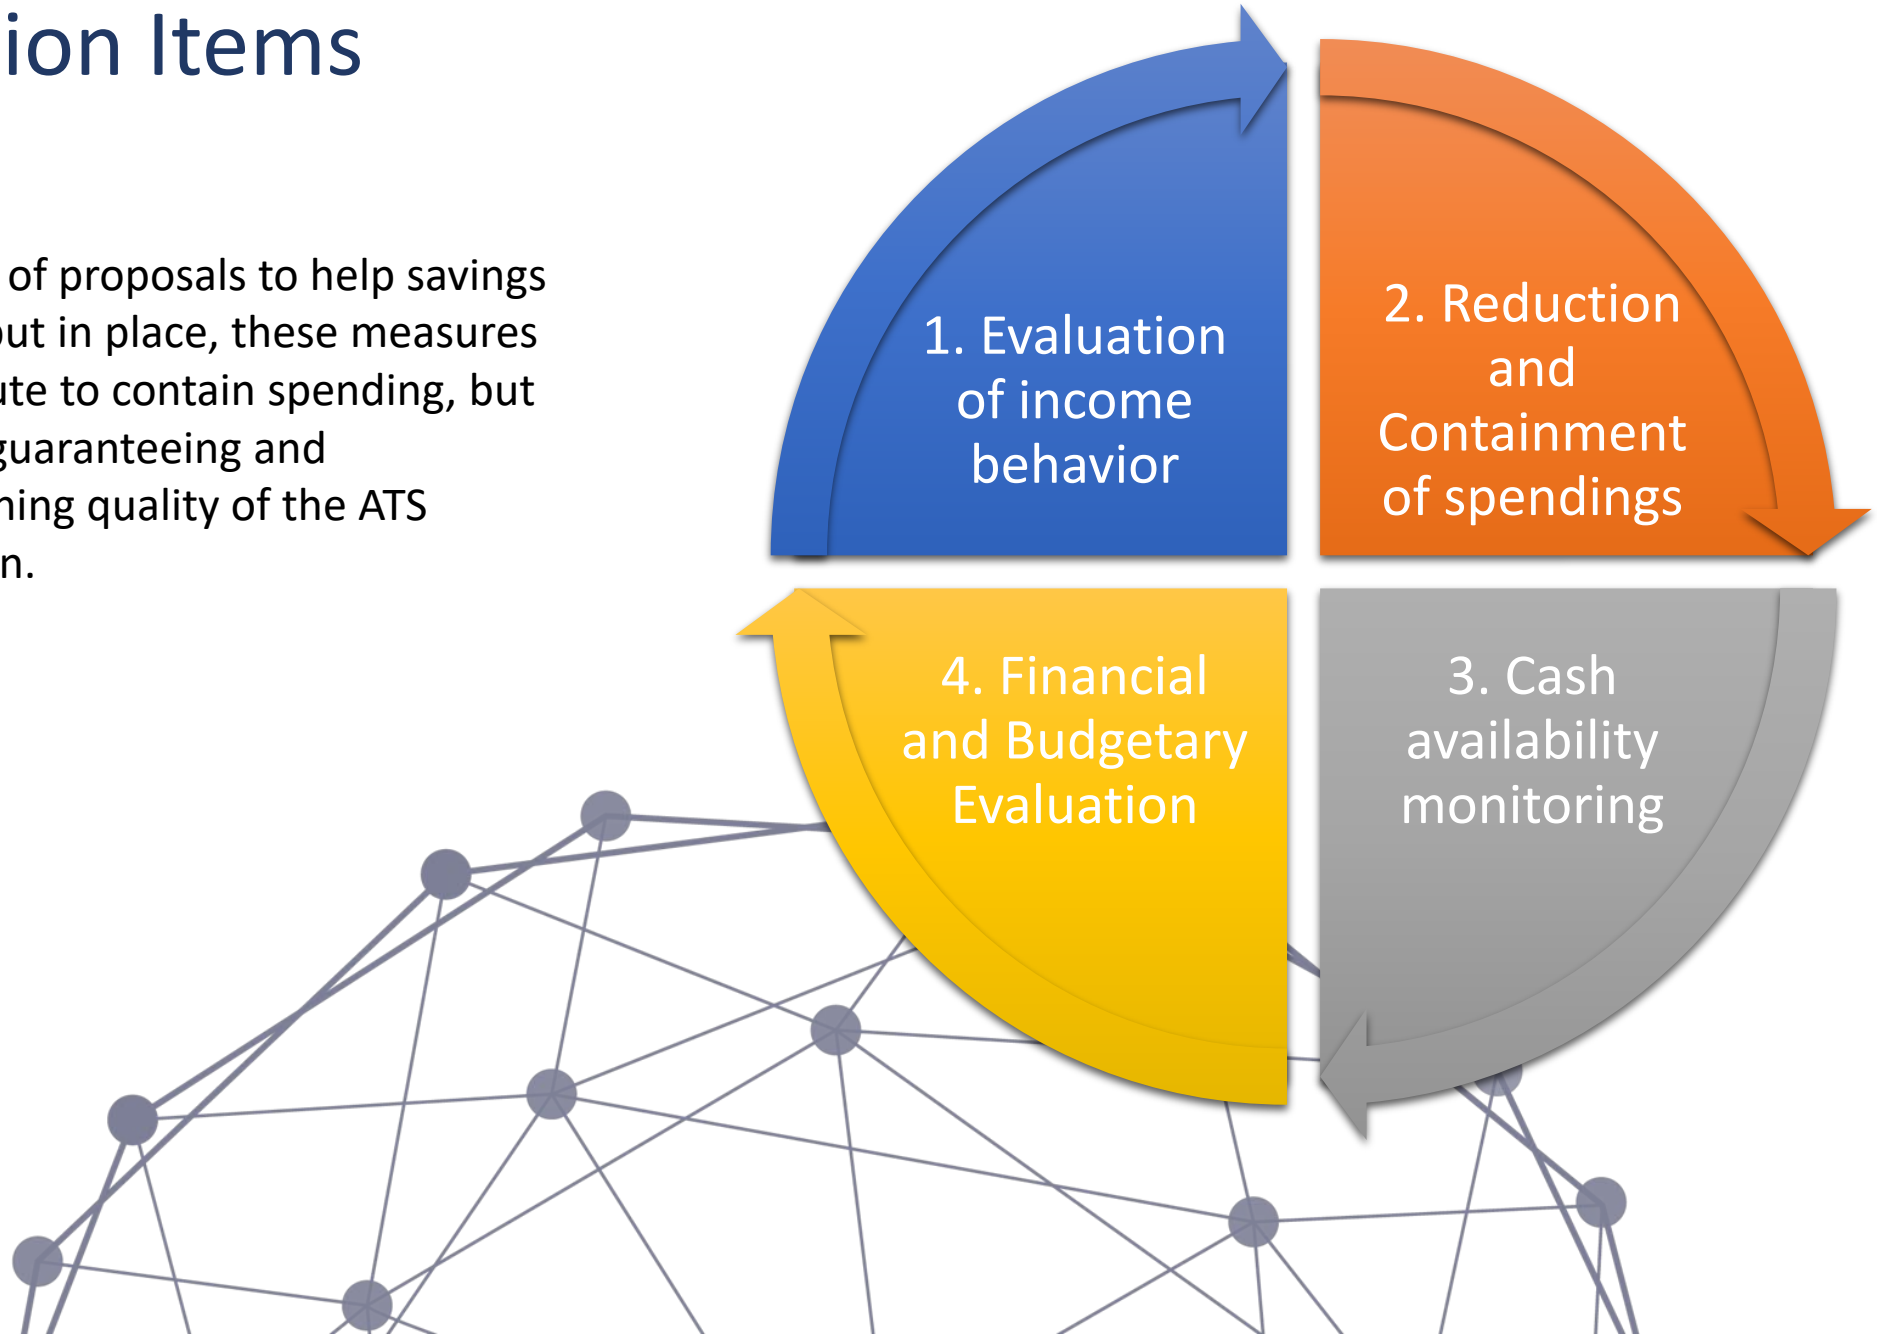 ion Items
of proposals to help savings
put in place, these measures
ute to contain spending, but
guaranteeing and
ning quality of the ATS
n.
1. Evaluation
of income
behavior
2. Reduction
and
Containment
of spendings
3. Cash
availability
monitoring
4. Financial
and Budgetary
Evaluation